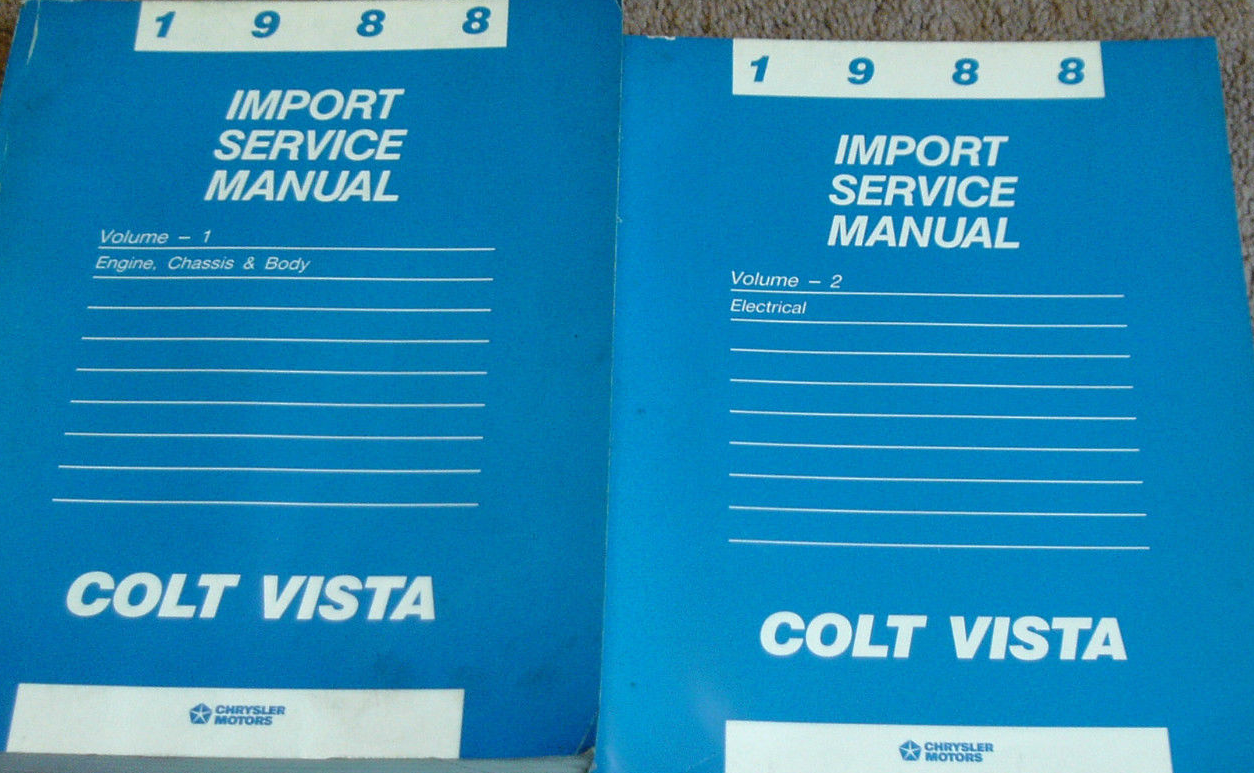 1 9 8 8
IMPORT
SERVICE
MANUAL
Volume – 1
Engine, Chassis & Body
COLT VISTA
CHRYSLER
MOTORS
1 9 8 8
IMPORT
SERVICE
MANUAL
Volume – 2
Electrical
COLT VISTA
CHRYSLER
MOTORS